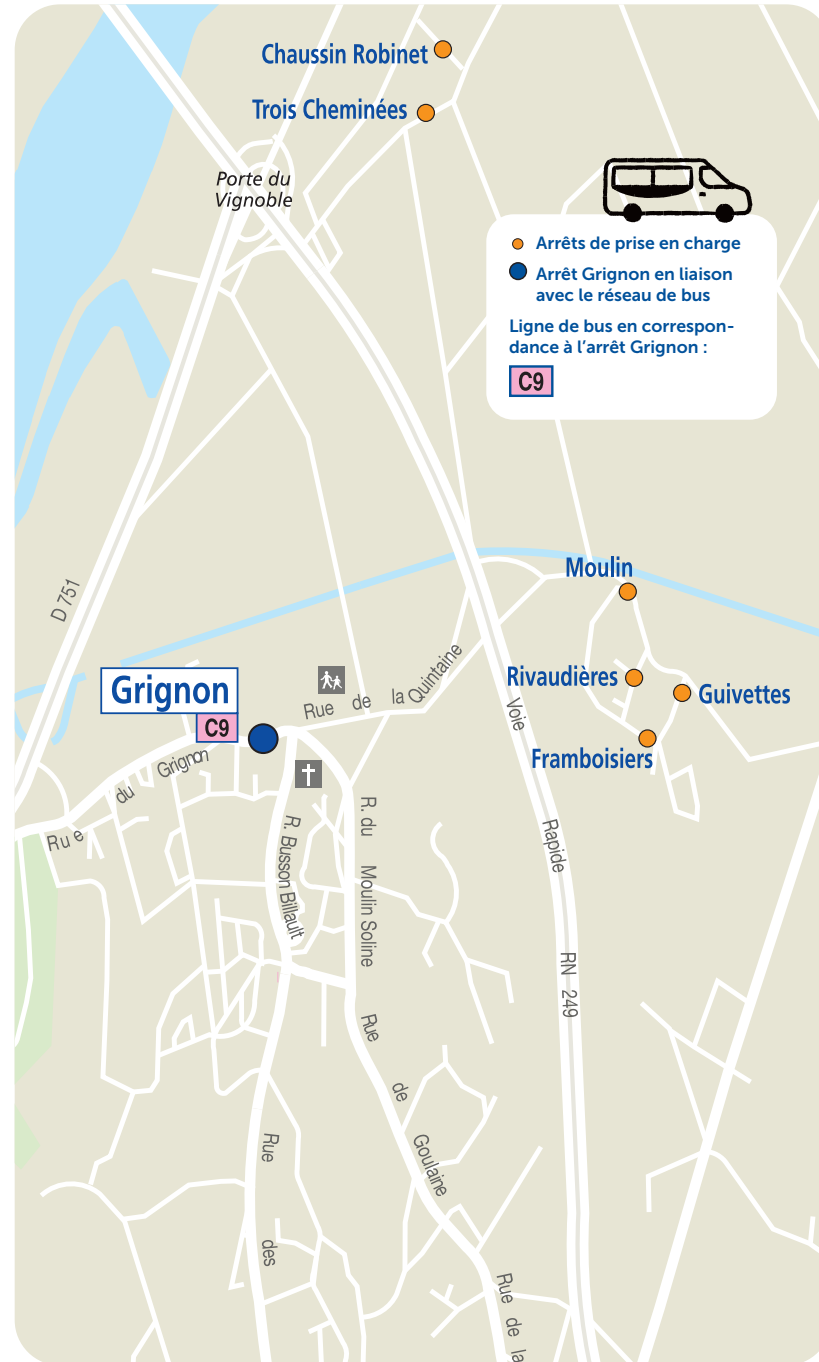 Chaussin Robinet
Trois Cheminées
Porte du
Vignoble
Arrêts de prise en charge
Arrêt Grignon en liaison
avec le réseau de bus
Ligne de bus en correspon-
dance à l'arrêt Grignon :
C9
D 751
Moulin
Rivaudières
Guivettes
Framboisiers
Grignon
C9
Rue de la Quintaine
Rue du Grignon
R. Busson Billault
R. du Moulin Soline
Voie Rapide RN 249
Rue de Goulaine
Rue des
Rue de la